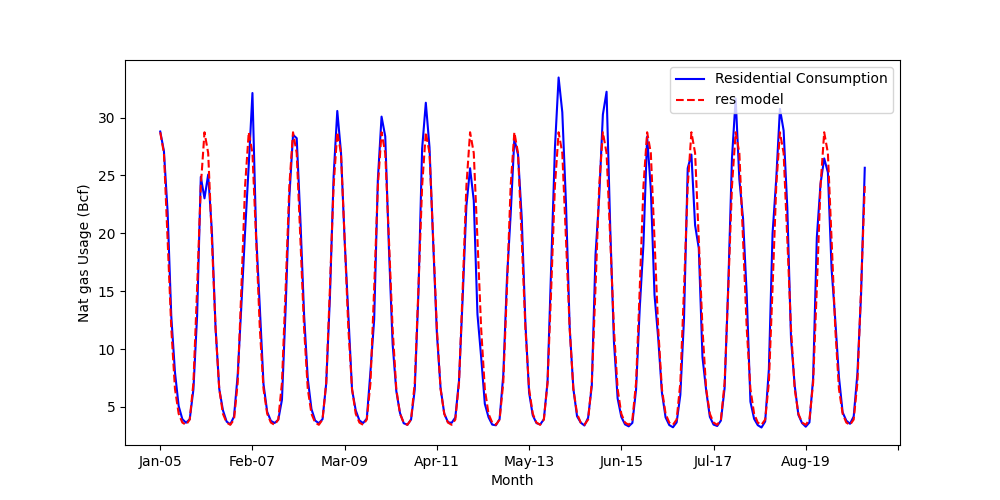 Residential Consumption
res model
Nat gas Usage (Bcf)
30
25
20
15
10
5
Jan-05 Feb-07 Mar-09 Apr-11 May-13 Jun-15 Jul-17 Aug-19
Month